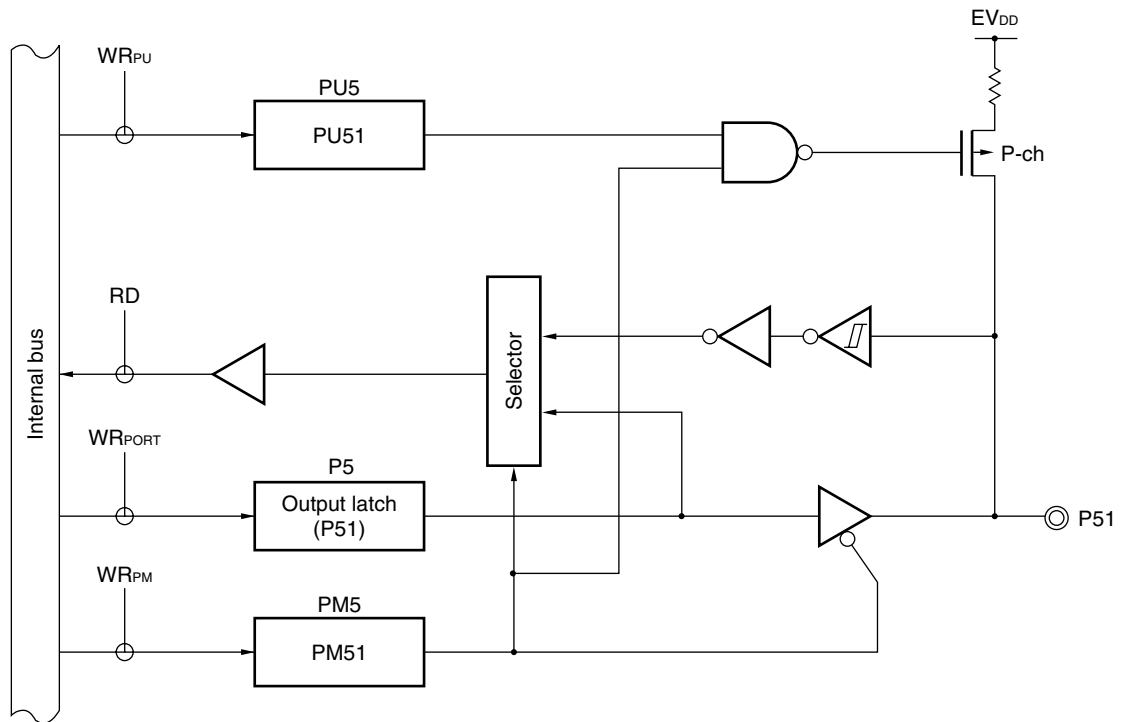 EVDD
WRPU
PU5
PU51
P-ch
RD
Selector
Internal bus
WRPORT
P5
Output latch
(P51)
P51
WRPM
PM5
PM51